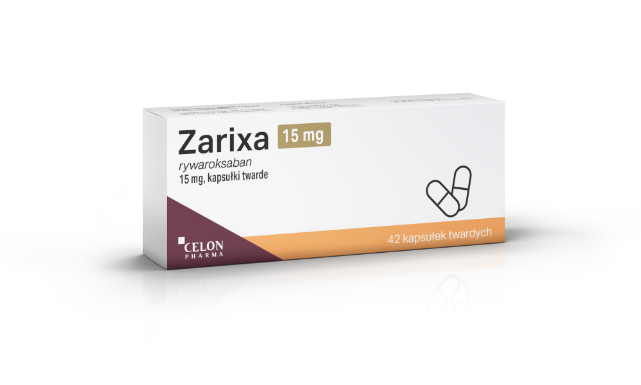 Zarixa 15 mg
rywaroksaban
15 mg, kapsułki twarde
CELON
PHARMA
42 kapsułek twardych